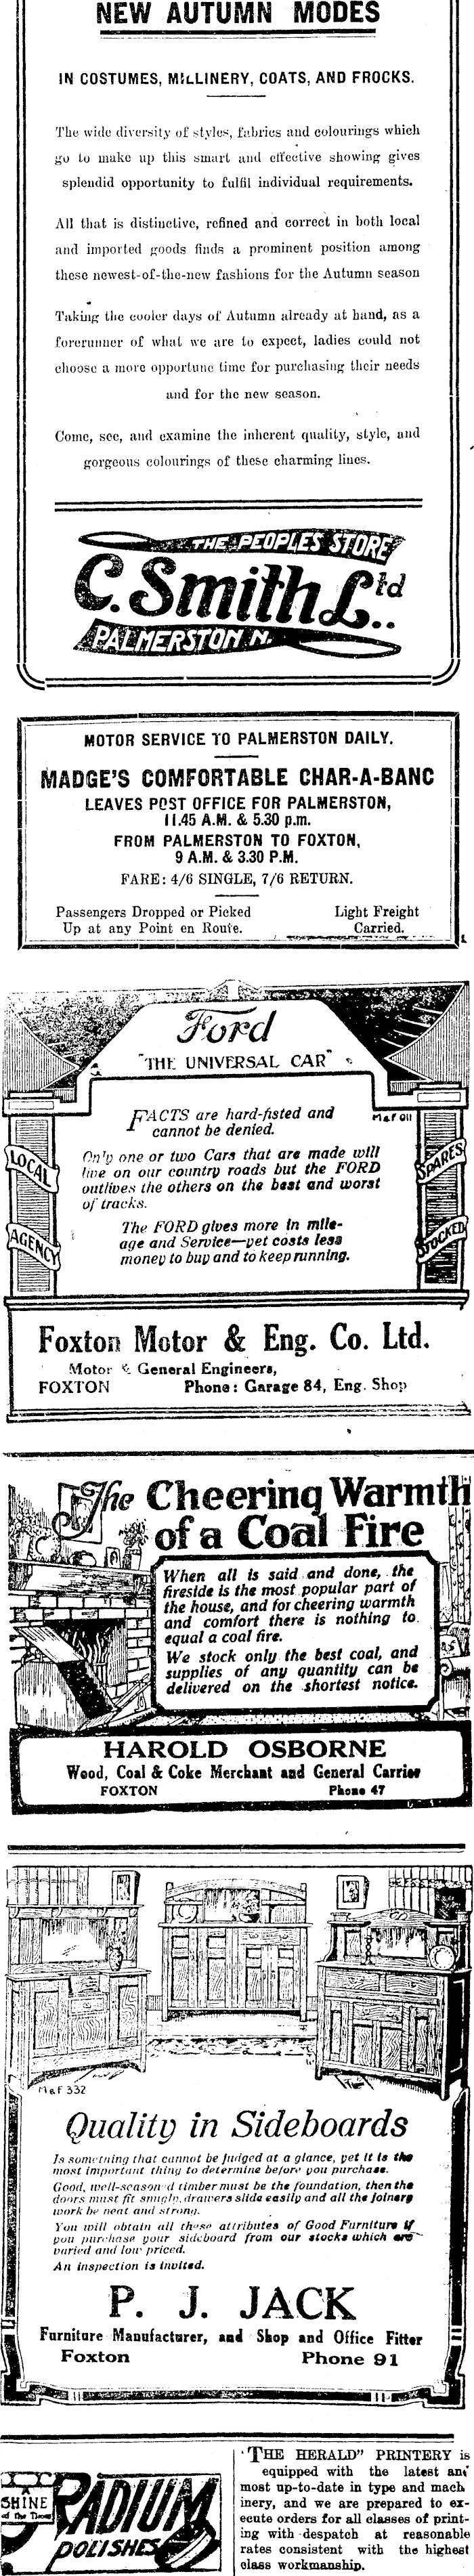 NEW AUTUMN MODES
IN COSTUMES, MILLINERY, COATS, AND FROCKS.
The wide diversity of styles, fabrics and colourings which
go to make up this smart and effective showing gives
splendid opportunity to fulfil individual requirements.
All that is distinctive, refined and correct in both local
and imported goods finds a prominent position among
these newest-of-the-new fashions for the Autumn season
Taking the cooler days of Autumn already at hand, as a
forerunner of what we are to expect, ladies could not
choose a more opportune time for purchasing their needs
and for the new season.
Come, see, and examine the inherent quality, style, and
gorgeous colourings of these charming lines.
THE PEOPLES STORE
C. Smith Ltd..
PALMERSTON N.
MOTOR SERVICE TO PALMERSTON DAILY.
MADGE'S COMFORTABLE CHAR-A-BANC
LEAVES POST OFFICE FOR PALMERSTON,
11.45 A.M. & 5.30 p.m.
FROM PALMERSTON TO FOXTON,
9 A.M. & 3.30 P.M.
FARE: 4/6 SINGLE, 7/6 RETURN.
Passengers Dropped or Picked
Up at any Point en Route.
Light Freight
Carried.
Ford
"THE UNIVERSAL CAR"
FACTS are hard-fisted and
cannot be denied.
M & F 011
Only one or two Cars that are made will
live on our country roads but the FORD
outlives the others on the best and worst
of tracks.
The FORD gives more in mile-
age and Service—yet costs less
money to buy and to keep running.
LOCAL
AGENCY
SPARES
STOCKED
Foxton Motor & Eng. Co. Ltd.
Motor & General Engineers,
FOXTON Phone: Garage 84, Eng. Shop
The Cheering Warmth
of a Coal Fire
When all is said and done, the
fireside is the most popular part of
the house, and for cheering warmth
and comfort there is nothing to
equal a coal fire.
We stock only the best coal, and
supplies of any quantity can be
delivered on the shortest notice.
HAROLD OSBORNE
Wood, Coal & Coke Merchant and General Carrier
FOXTON Phone 47
M & F 332
Quality in Sideboards
Is something that cannot be judged at a glance, yet it is the
most important thing to determine before you purchase.
Good, well-season d timber must be the foundation, then the
doors must fit snugly, drawers slide easily and all the joinery
work be neat and strong.
You will obtain all these attributes of Good Furniture if
you purchase your sideboard from our stocks which are
varied and low priced.
An inspection is invited.
P. J. JACK
Furniture Manufacturer, and Shop and Office Fitter
Foxton Phone 91
A
SHINE
RADIUM
POLISHES
'THE HERALD" PRINTERY is
equipped with the latest and
most up-to-date in type and mach
inery, and we are prepared to ex-
ecute orders for all classes of print-
ing with despatch at reasonable
rates consistent with the highest
class workmanship.